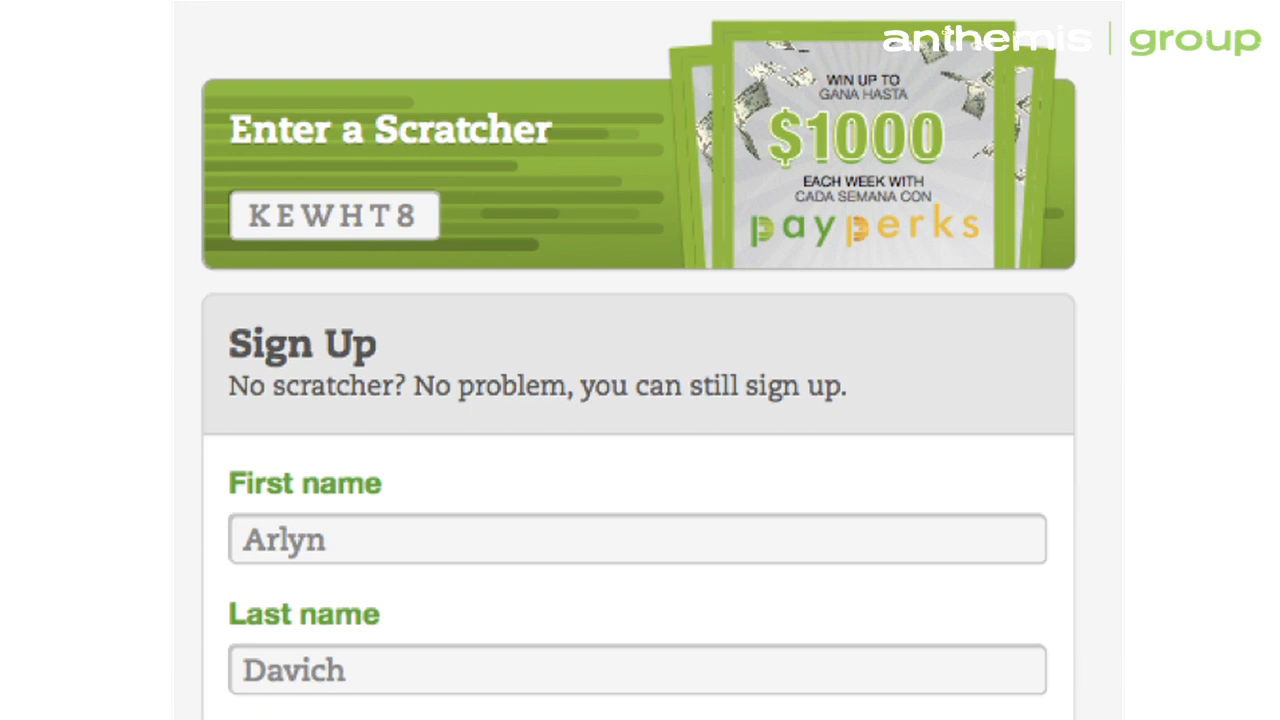 anthemis | group
WIN UP TO
GANA HASTA
$1000
EACH WEEK WITH
CADA SEMANA CON
payperks
Enter a Scratcher
KEWHT8
Sign Up
No scratcher? No problem, you can still sign up.
First name
Arlyn
Last name
Davich